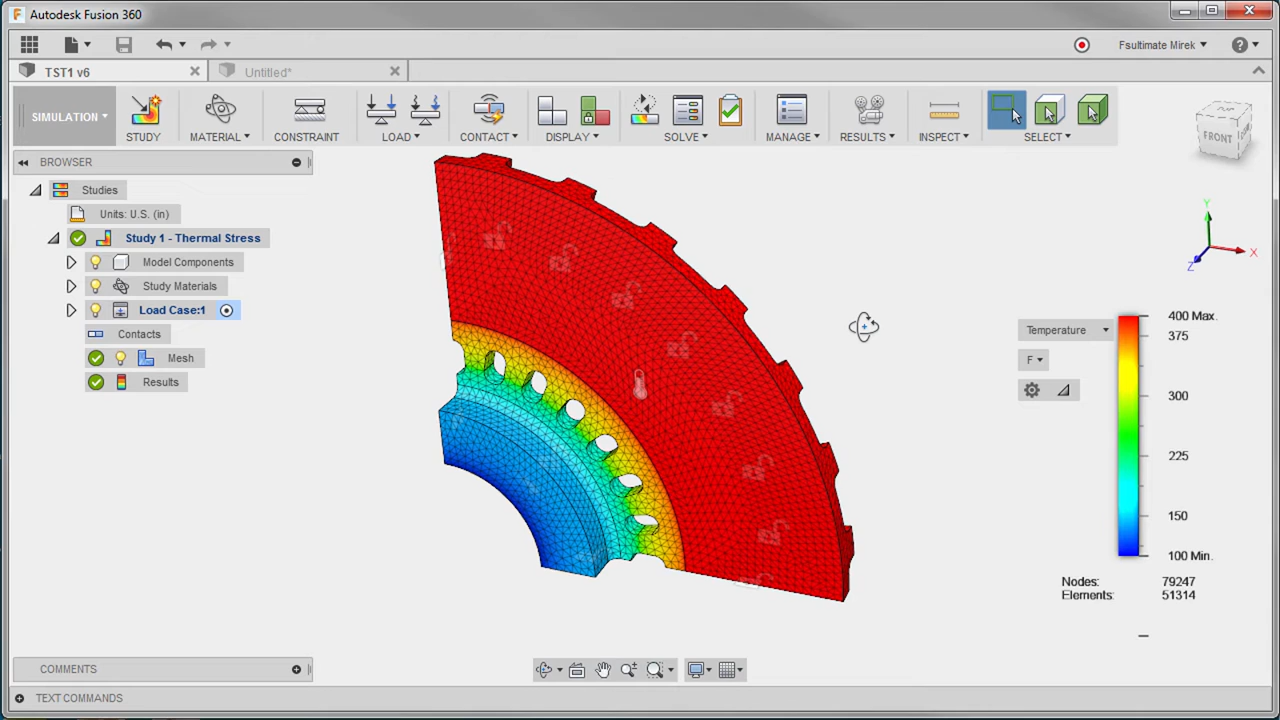 Autodesk Fusion 360
Fsultimate Mirek
TST1 v6
Untitled*
SIMULATION
STUDY
MATERIAL
CONSTRAINT
LOAD
CONTACT
DISPLAY
SOLVE
MANAGE
RESULTS
INSPECT
SELECT
FRONT
BROWSER
Studies
Units: U.S. (in)
Study 1 - Thermal Stress
Model Components
Study Materials
Load Case:1
Contacts
Mesh
Results
Y
X
Z
Temperature
F
400 Max.
375
300
225
150
100 Min.
Nodes: 79247
Elements: 51314
COMMENTS
TEXT COMMANDS